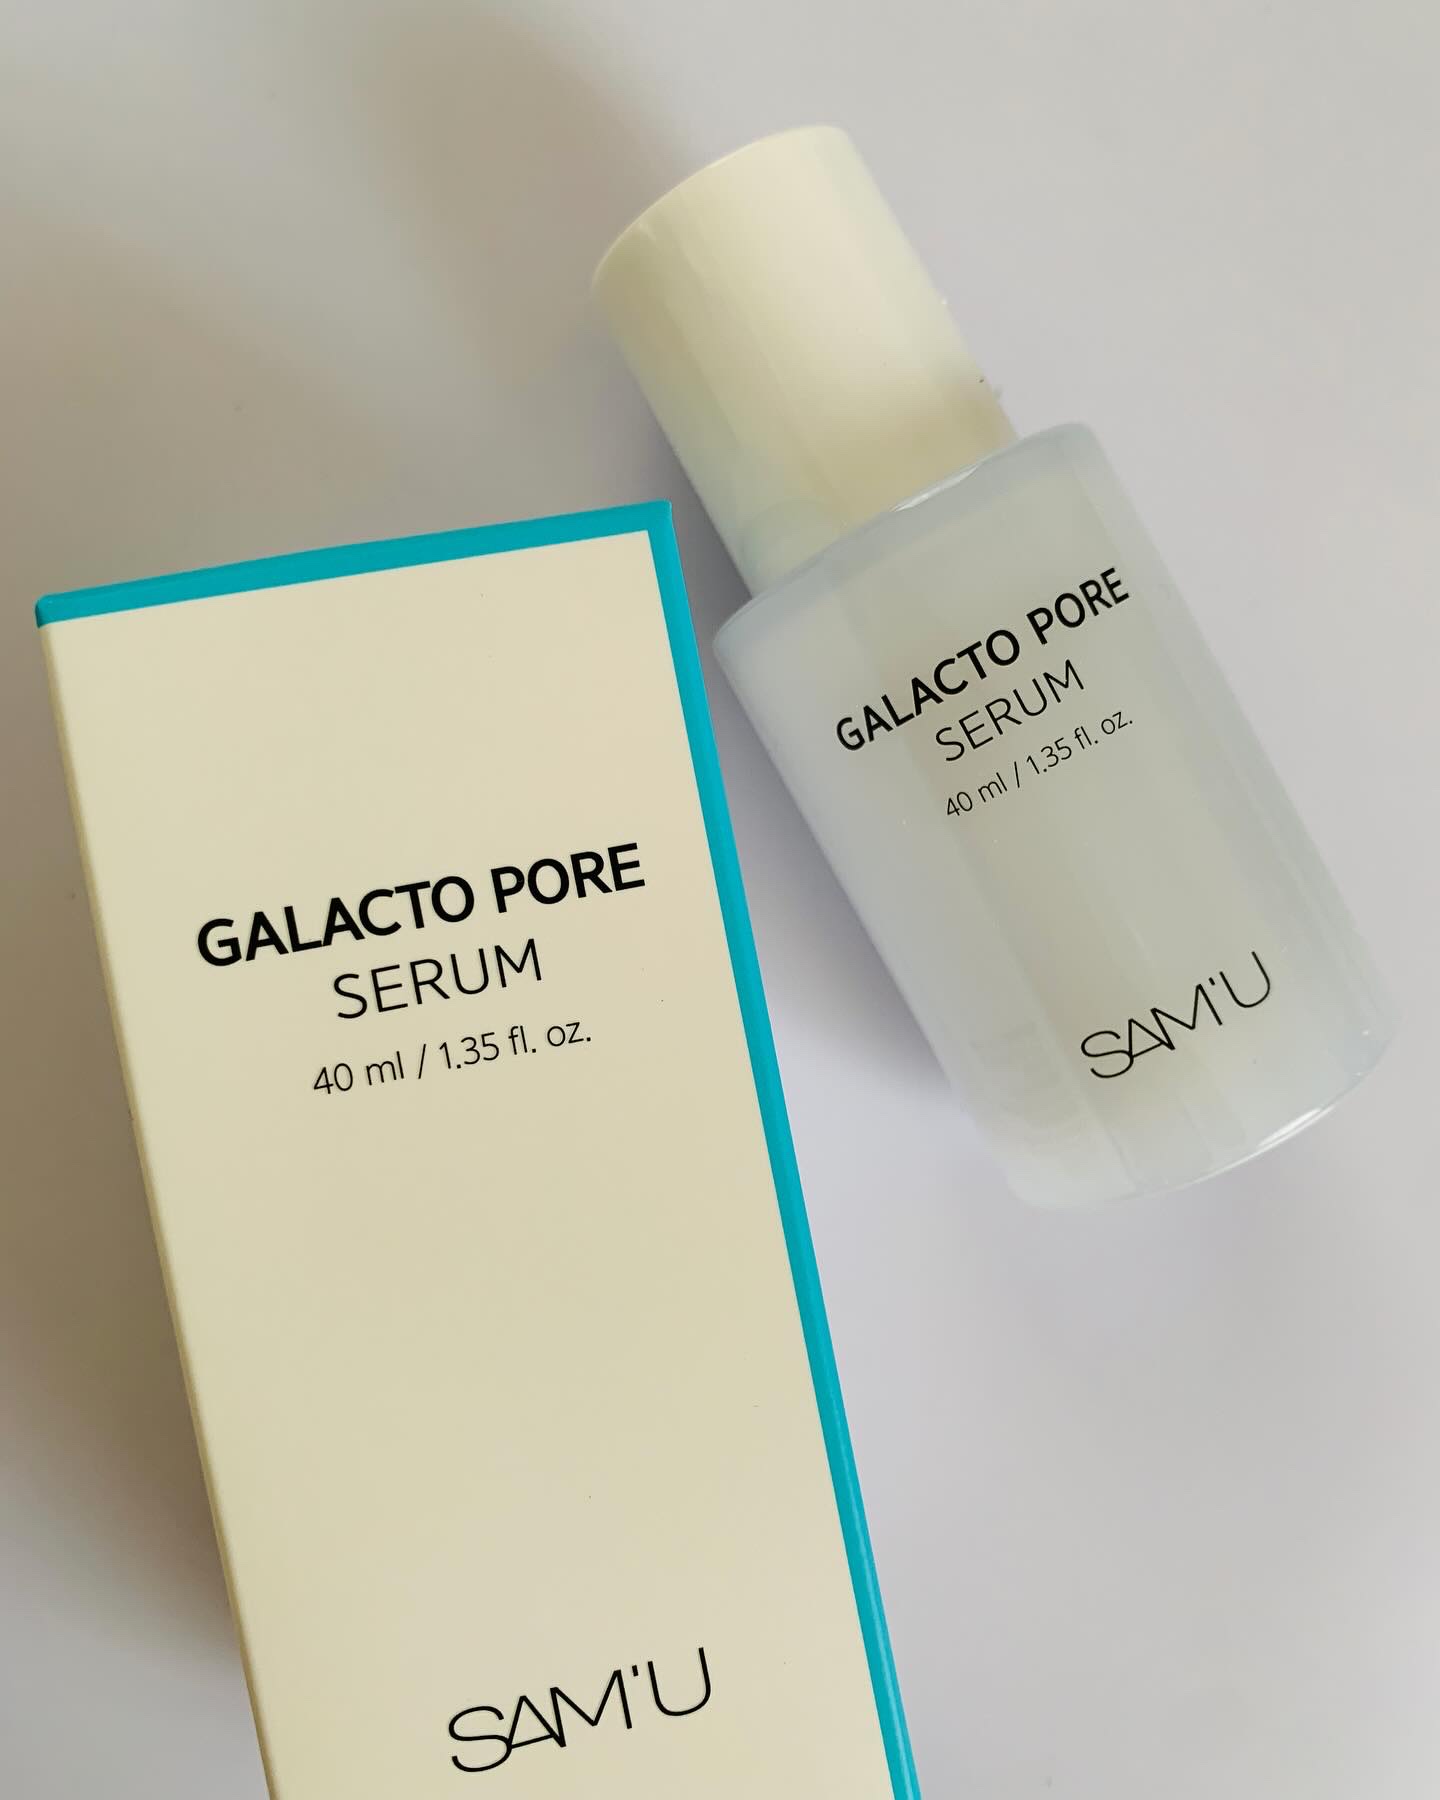 GALACTO PORE
SERUM
40 ml / 1.35 fl. oz.
SAM'U
GALACTO PORE
SERUM
40 ml / 1.35 fl. oz.
SAM'U